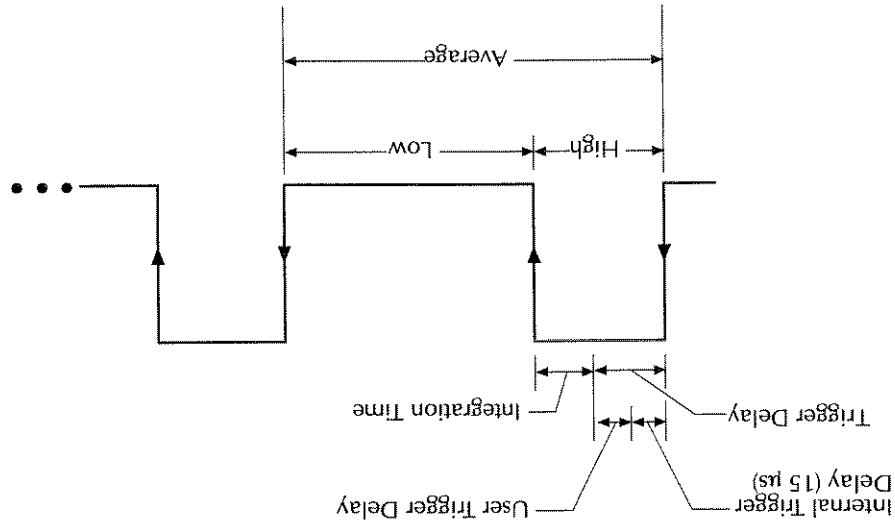 Internal Trigger
Delay (15 µs)
User Trigger Delay
Trigger Delay
Integration Time
High
Low
Average